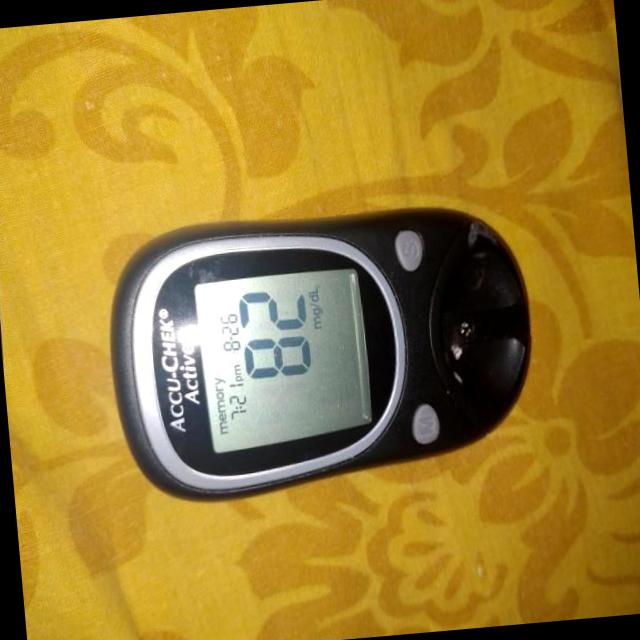 ACCU-CHEK®
Active
memory
7:21pm 8-26
82
mg/dL
M S